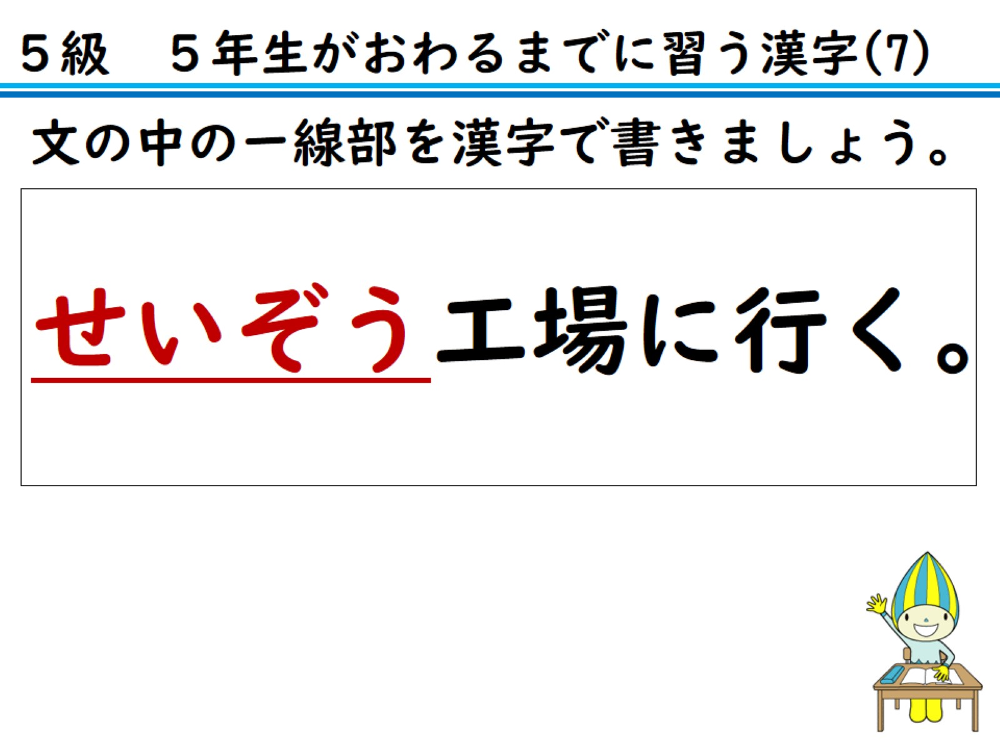 ５級　５年生がおわるまでに習う漢字(7)
文の中の一線部を漢字で書きましょう。
せいぞう工場に行く。